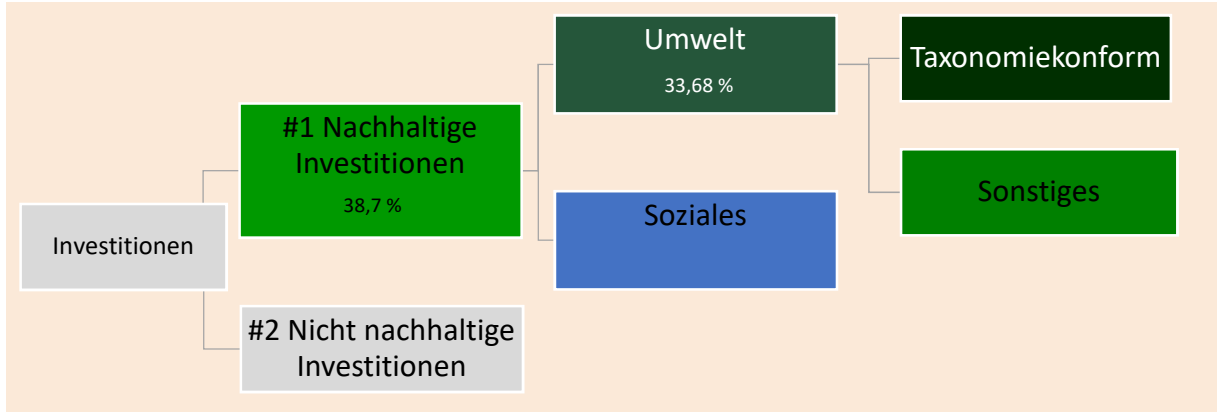 Investitionen
#1 Nachhaltige
Investitionen
38,7 %
#2 Nicht nachhaltige
Investitionen
Umwelt
33,68 %
Soziales
Taxonomiekonform
Sonstiges